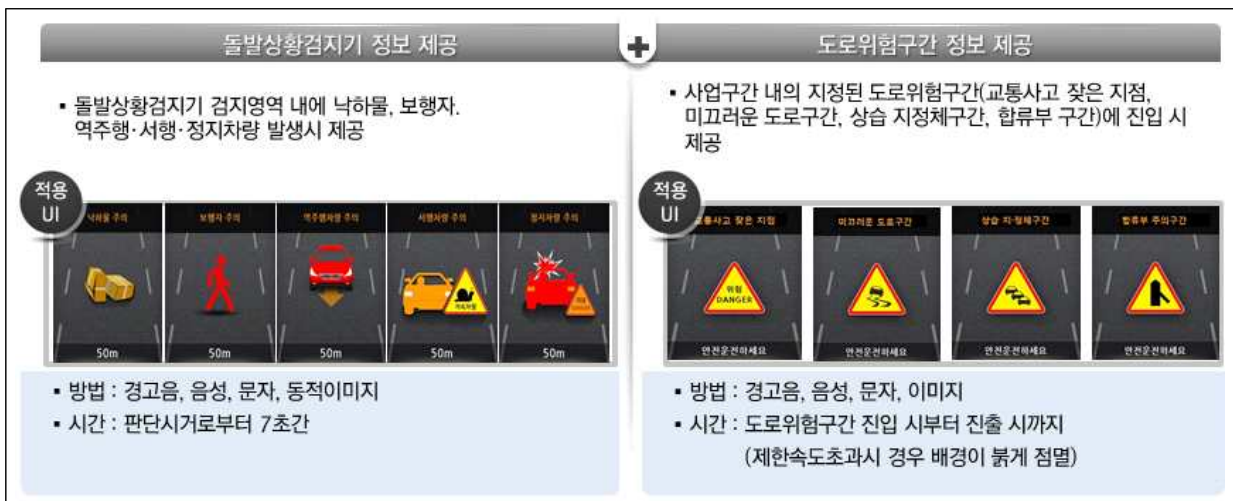 돌발상황검지기 정보 제공
▪ 돌발상황검지기 검지영역 내에 낙하물, 보행자.
역주행·서행·정지차량 발생시 제공
적용
UI
낙하물 주의
보행자 주의
역주행차량 주의
서행차량 주의
정지차량 주의
저속차량
50m
50m
50m
50m
50m
▪ 방법 : 경고음, 음성, 문자, 동적이미지
▪ 시간 : 판단시거로부터 7초간
도로위험구간 정보 제공
▪ 사업구간 내의 지정된 도로위험구간(교통사고 잦은 지점,
미끄러운 도로구간, 상습 지정체구간, 합류부 구간)에 진입 시
제공
적용
UI
교통사고 잦은 지점
미끄러운 도로구간
상습 지·정체구간
합류부 주의구간
위험
DANGER
안전운전하세요
안전운전하세요
안전운전하세요
안전운전하세요
▪ 방법 : 경고음, 음성, 문자, 이미지
▪ 시간 : 도로위험구간 진입 시부터 진출 시까지
(제한속도초과시 경우 배경이 붉게 점멸)